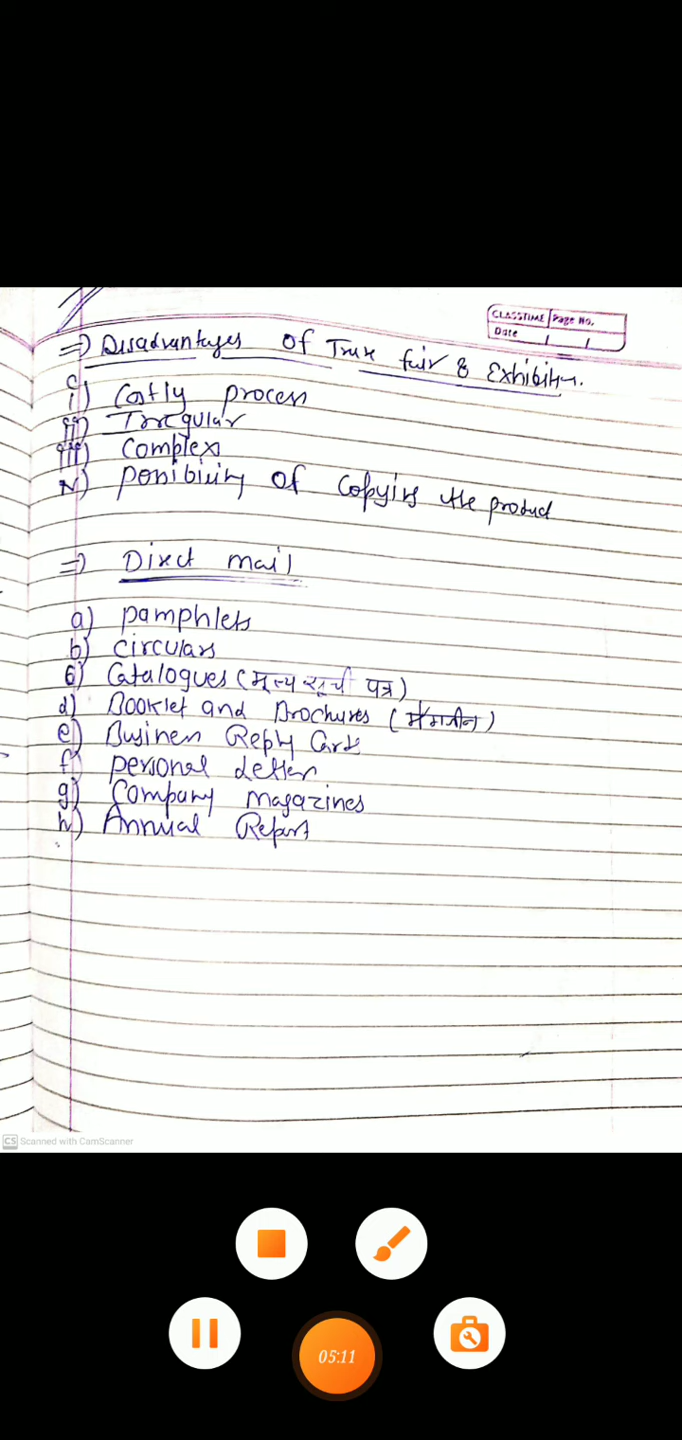 CLASSTIME Page No.
Date / /
=> Disadvantages of Trade fair & Exhibition.
i) Costly process
ii) Irregular
iii) Complex
iv) Possibility of Copying the product
=> Direct mail
a) Pamphlets
b) Circulars
c) Catalogues (मूल्य सूची पत्र)
d) Booklet and Brochures (मैगजीन)
e) Business Reply Cards
f) personal Letters
g) Company magazines
h) Annual Report
CS Scanned with CamScanner
05:11